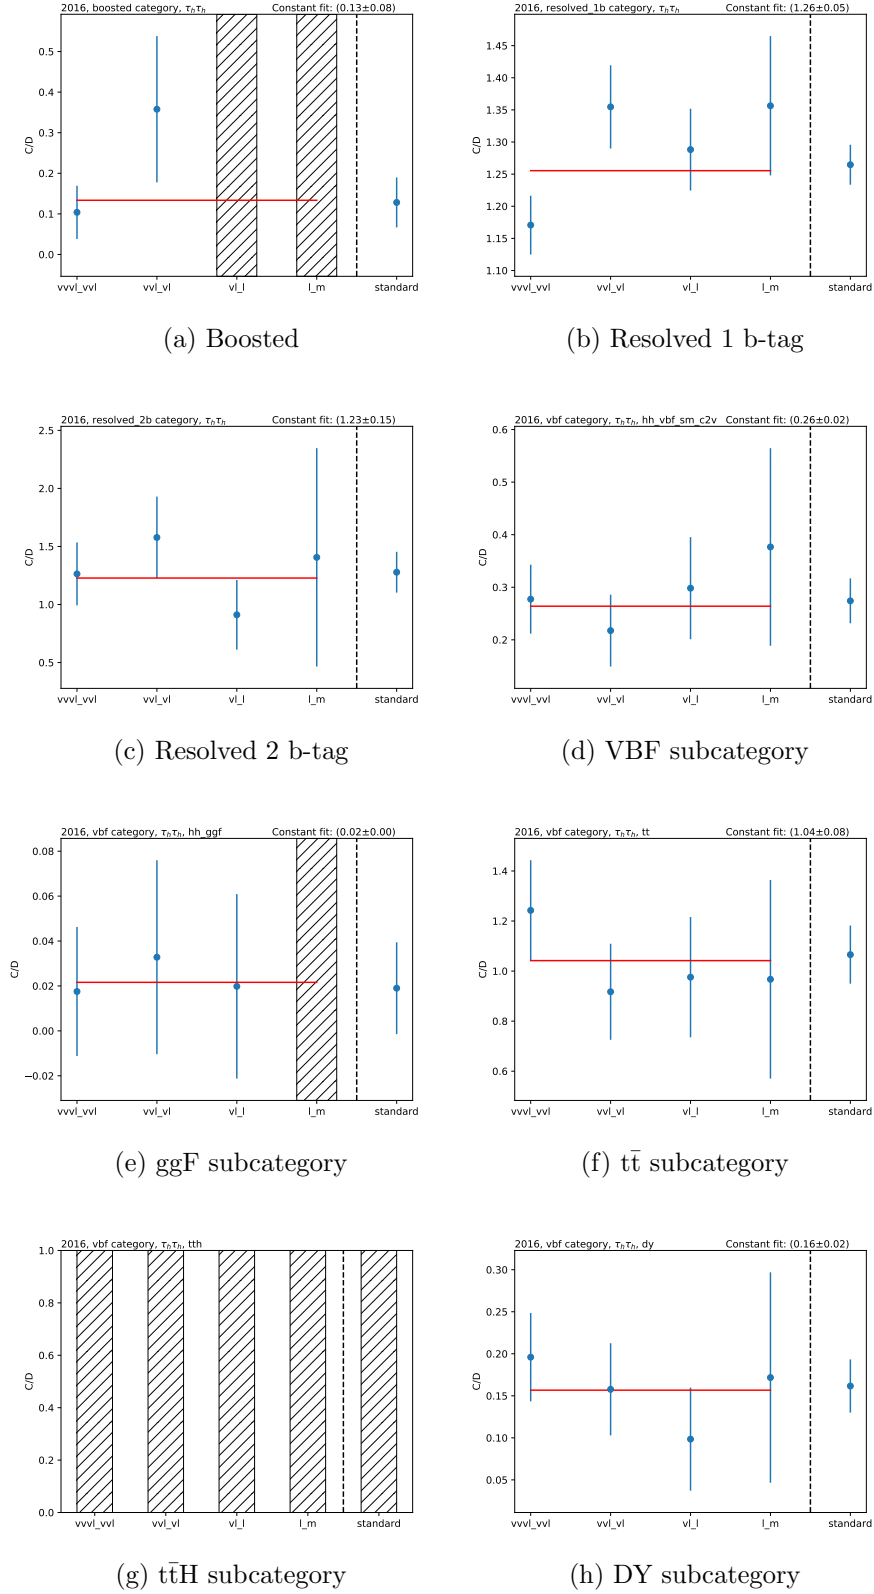 2016, boosted category, τₕτₕ Constant fit: (0.13±0.08)
0.5
0.4
0.3
0.2
0.1
0.0
C/D
vvvl_vvl vvl_vl vl_l l_m standard
(a) Boosted
2016, resolved_1b category, τₕτₕ Constant fit: (1.26±0.05)
1.45
1.40
1.35
1.30
1.25
1.20
1.15
1.10
C/D
vvvl_vvl vvl_vl vl_l l_m standard
(b) Resolved 1 b-tag
2016, resolved_2b category, τₕτₕ Constant fit: (1.23±0.15)
2.5
2.0
1.5
1.0
0.5
C/D
vvvl_vvl vvl_vl vl_l l_m standard
(c) Resolved 2 b-tag
2016, vbf category, τₕτₕ, hh_vbf_sm_c2v Constant fit: (0.26±0.02)
0.6
0.5
0.4
0.3
0.2
C/D
vvvl_vvl vvl_vl vl_l l_m standard
(d) VBF subcategory
2016, vbf category, τₕτₕ, hh_ggf Constant fit: (0.02±0.00)
0.08
0.06
0.04
0.02
0.00
−0.02
C/D
vvvl_vvl vvl_vl vl_l l_m standard
(e) ggF subcategory
2016, vbf category, τₕτₕ, tt Constant fit: (1.04±0.08)
1.4
1.2
1.0
0.8
0.6
C/D
vvvl_vvl vvl_vl vl_l l_m standard
(f) tt̄ subcategory
2016, vbf category, τₕτₕ, tth
1.0
0.8
0.6
0.4
0.2
0.0
C/D
vvvl_vvl vvl_vl vl_l l_m standard
(g) tt̄H subcategory
2016, vbf category, τₕτₕ, dy Constant fit: (0.16±0.02)
0.30
0.25
0.20
0.15
0.10
0.05
C/D
vvvl_vvl vvl_vl vl_l l_m standard
(h) DY subcategory